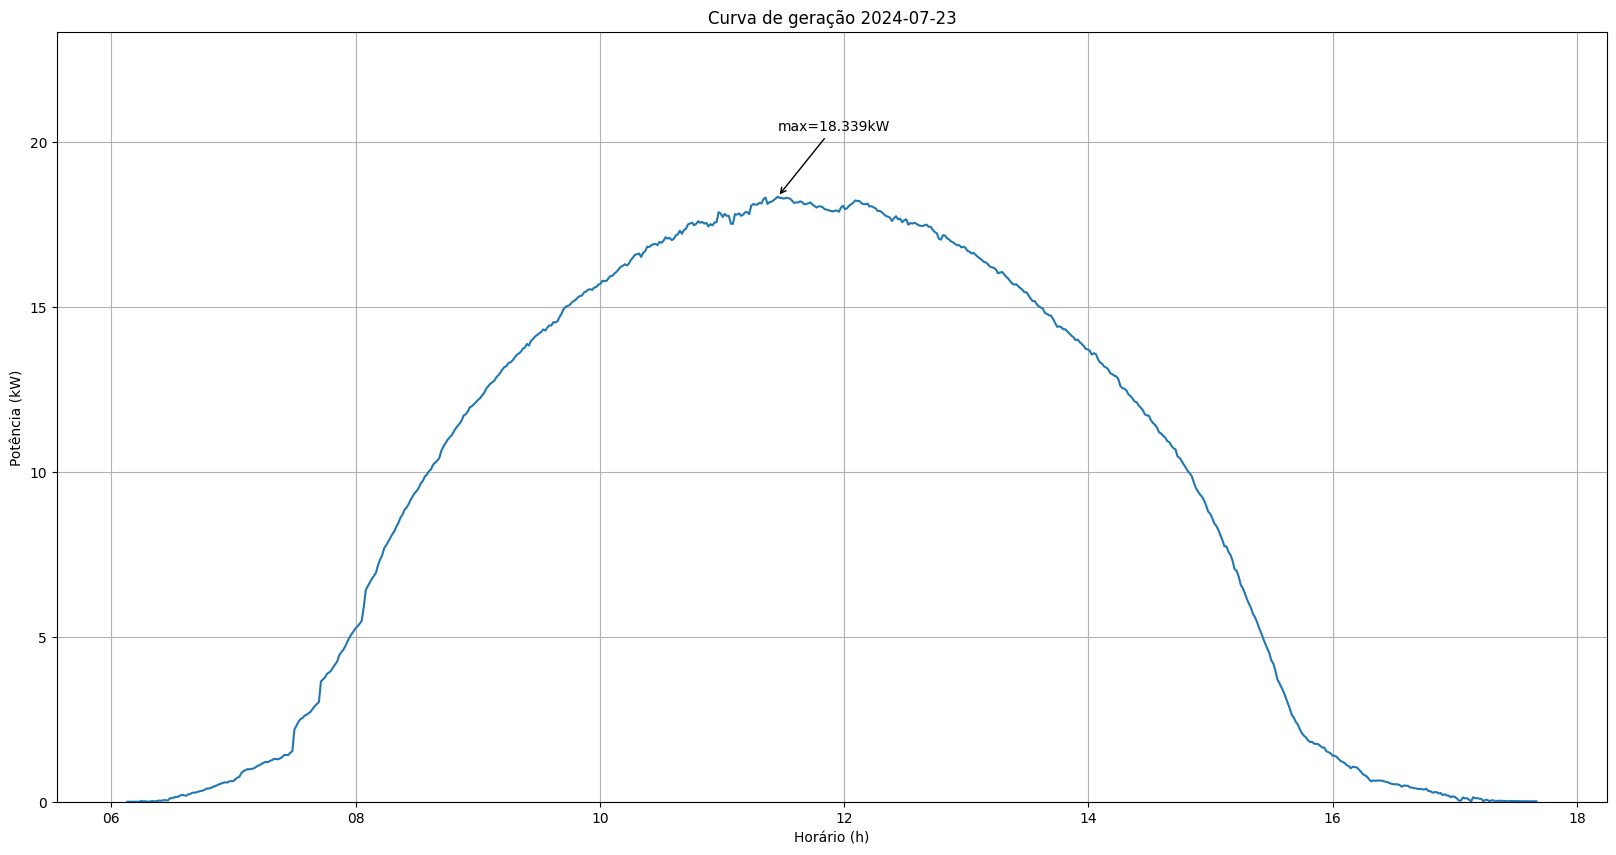 Curva de geração 2024-07-23
max=18.339kW
20
15
10
5
0
Potência (kW)
06 08 10 12 14 16 18
Horário (h)